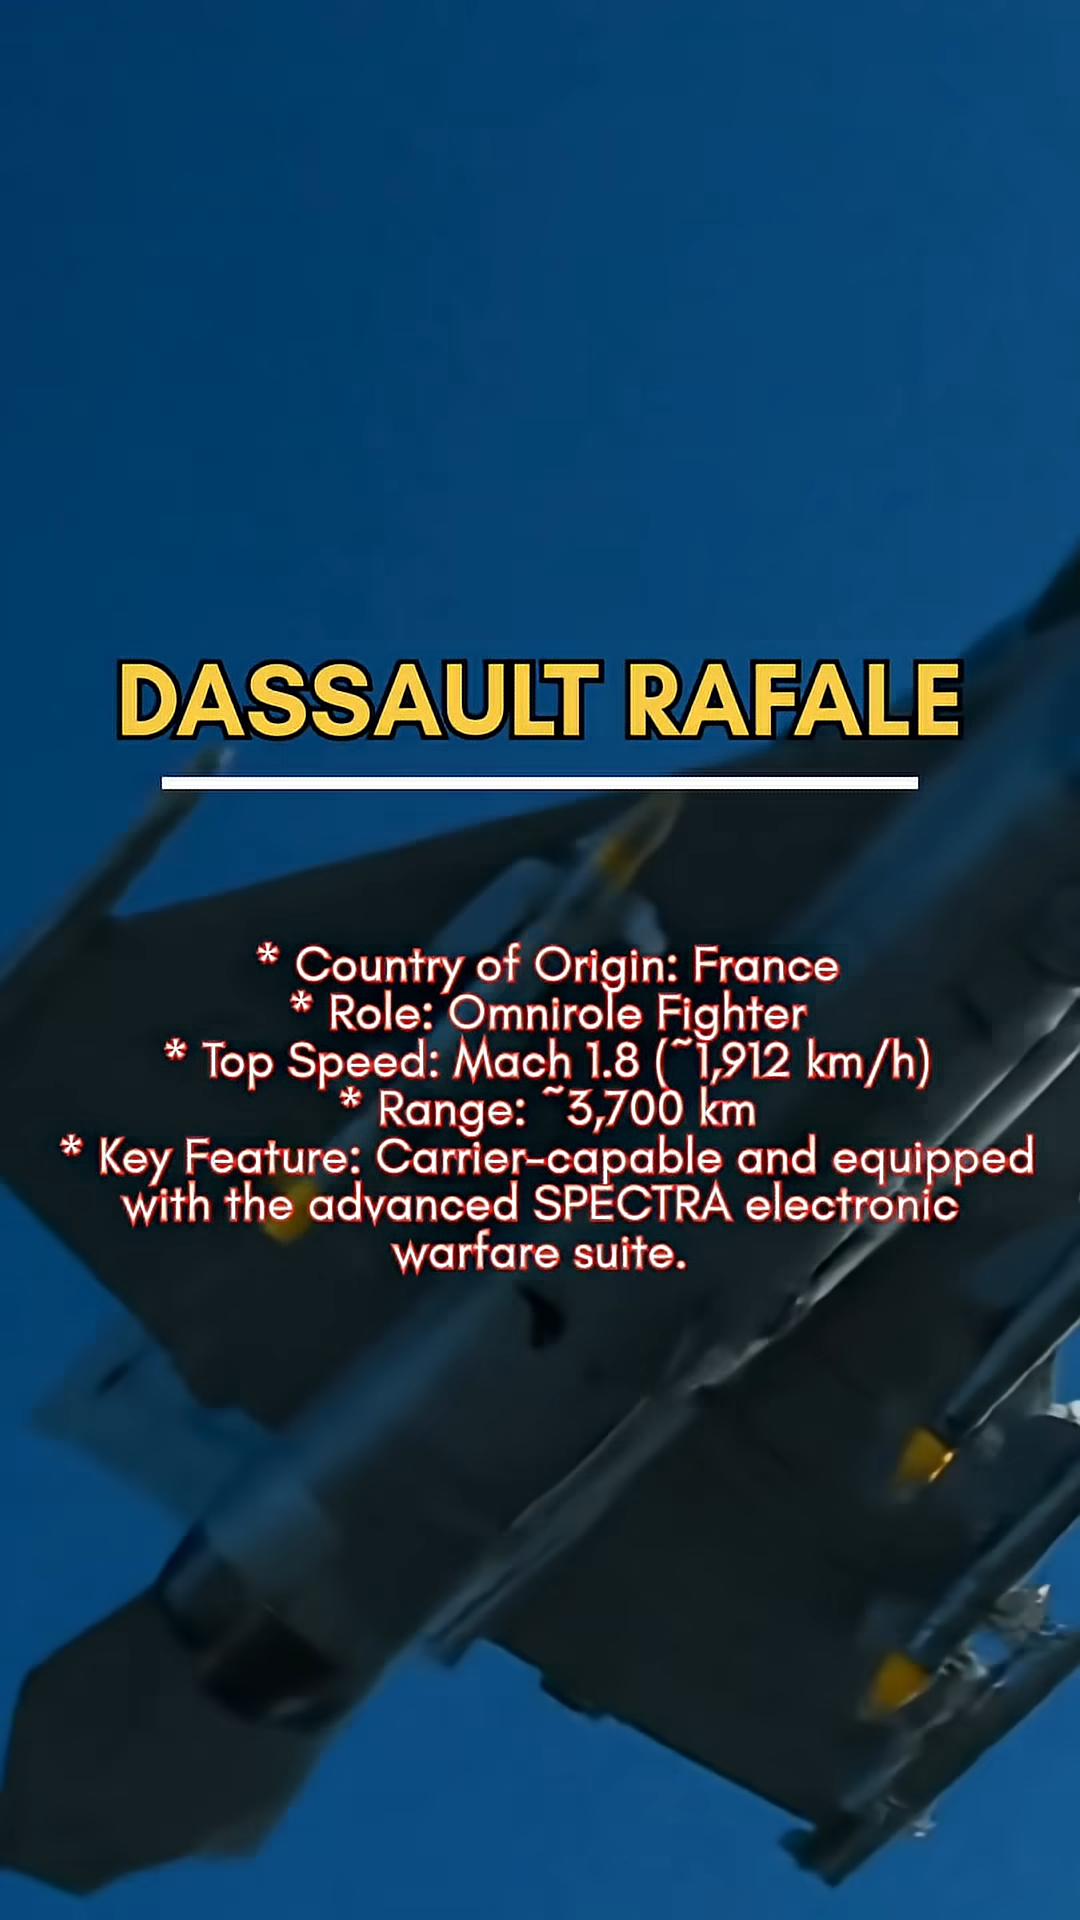 DASSAULT RAFALE
* Country of Origin: France
* Role: Omnirole Fighter
* Top Speed: Mach 1.8 (~1,912 km/h)
* Range: ~3,700 km
* Key Feature: Carrier-capable and equipped
with the advanced SPECTRA electronic
warfare suite.